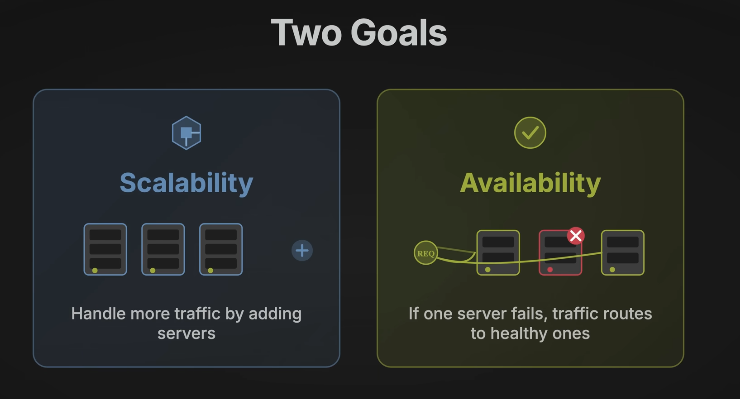 Two Goals
Scalability
Handle more traffic by adding
servers
Availability
REQ
If one server fails, traffic routes
to healthy ones